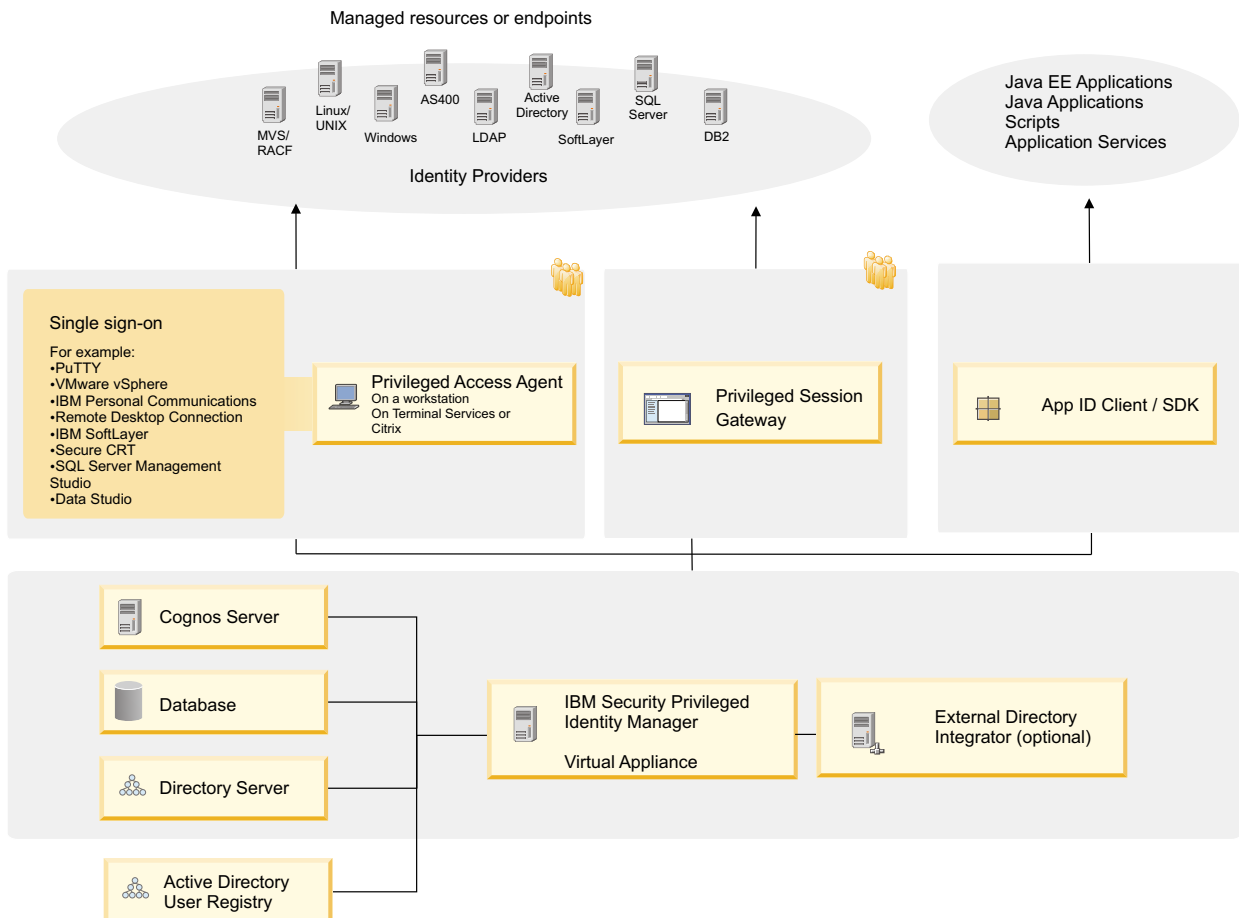 Managed resources or endpoints
MVS/
RACF
Linux/
UNIX
Windows
AS400
LDAP
Active
Directory
SoftLayer
SQL
Server
DB2
Identity Providers
Java EE Applications
Java Applications
Scripts
Application Services
Single sign-on
For example:
•PuTTY
•VMware vSphere
•IBM Personal Communications
•Remote Desktop Connection
•IBM SoftLayer
•Secure CRT
•SQL Server Management
Studio
•Data Studio
Privileged Access Agent
On a workstation
On Terminal Services or
Citrix
Privileged Session
Gateway
App ID Client / SDK
Cognos Server
Database
Directory Server
Active Directory
User Registry
IBM Security Privileged
Identity Manager
Virtual Appliance
External Directory
Integrator (optional)